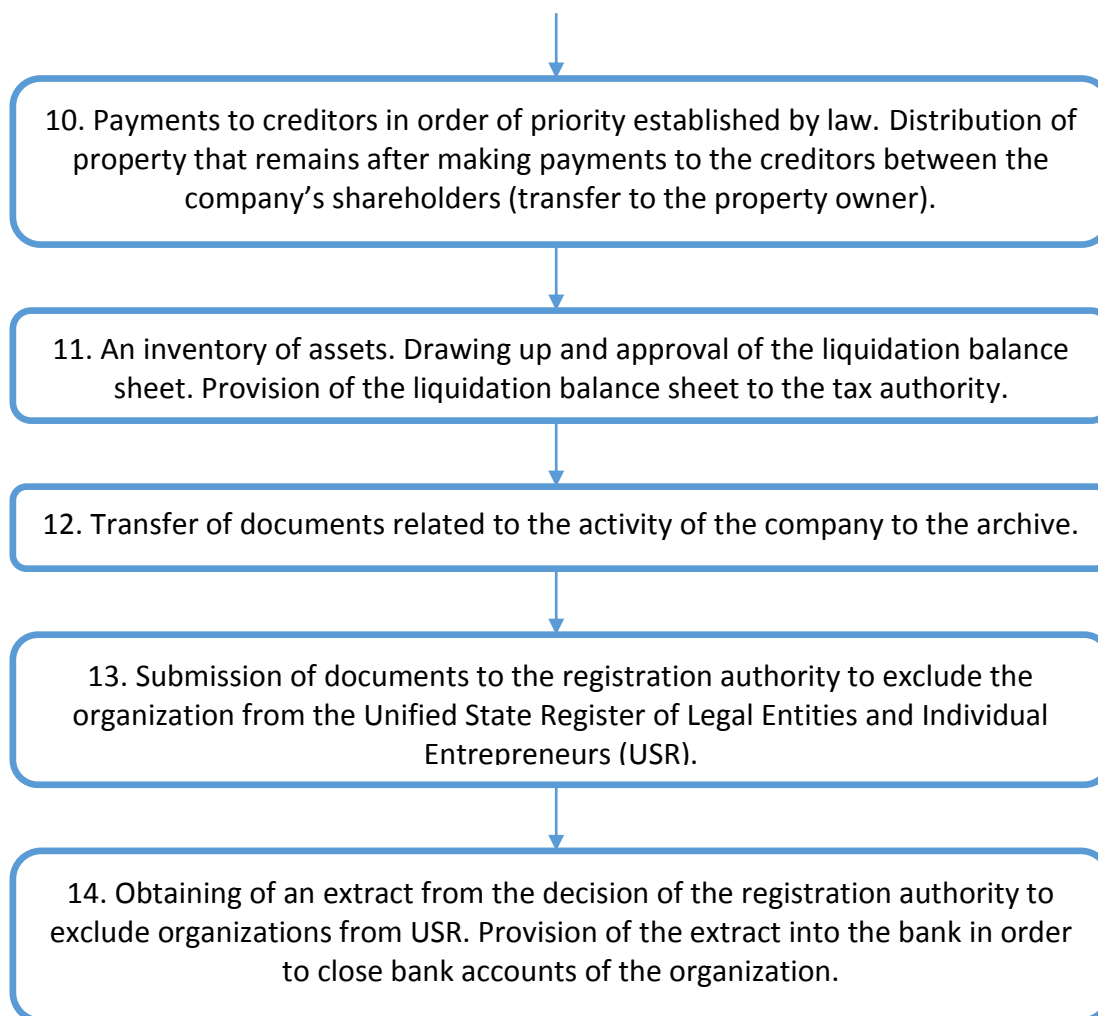 10. Payments to creditors in order of priority established by law. Distribution of
property that remains after making payments to the creditors between the
company’s shareholders (transfer to the property owner).
11. An inventory of assets. Drawing up and approval of the liquidation balance
sheet. Provision of the liquidation balance sheet to the tax authority.
12. Transfer of documents related to the activity of the company to the archive.
13. Submission of documents to the registration authority to exclude the
organization from the Unified State Register of Legal Entities and Individual
Entrepreneurs (USR).
14. Obtaining of an extract from the decision of the registration authority to
exclude organizations from USR. Provision of the extract into the bank in order
to close bank accounts of the organization.